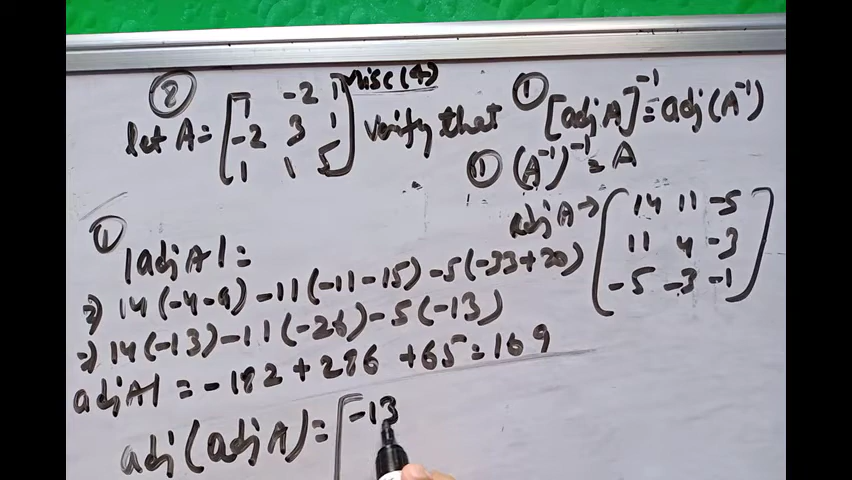 ② Misc(4)
let A = [1 -2 1 verify that ① [adj A]⁻¹ = adj(A⁻¹)
-2 3 1
1 1 5] ⑪ (A⁻¹)⁻¹ = A
① adj A → [14 11 -5
11 4 -3
-5 -3 -1]
|adj A| =
⇒ 14(-4-9) -11(-11-15) -5(-33+20)
⇒ 14(-13) -11(-26) -5(-13)
adj A| = -182 + 286 + 65 = 169
adj(adj A) = [-13